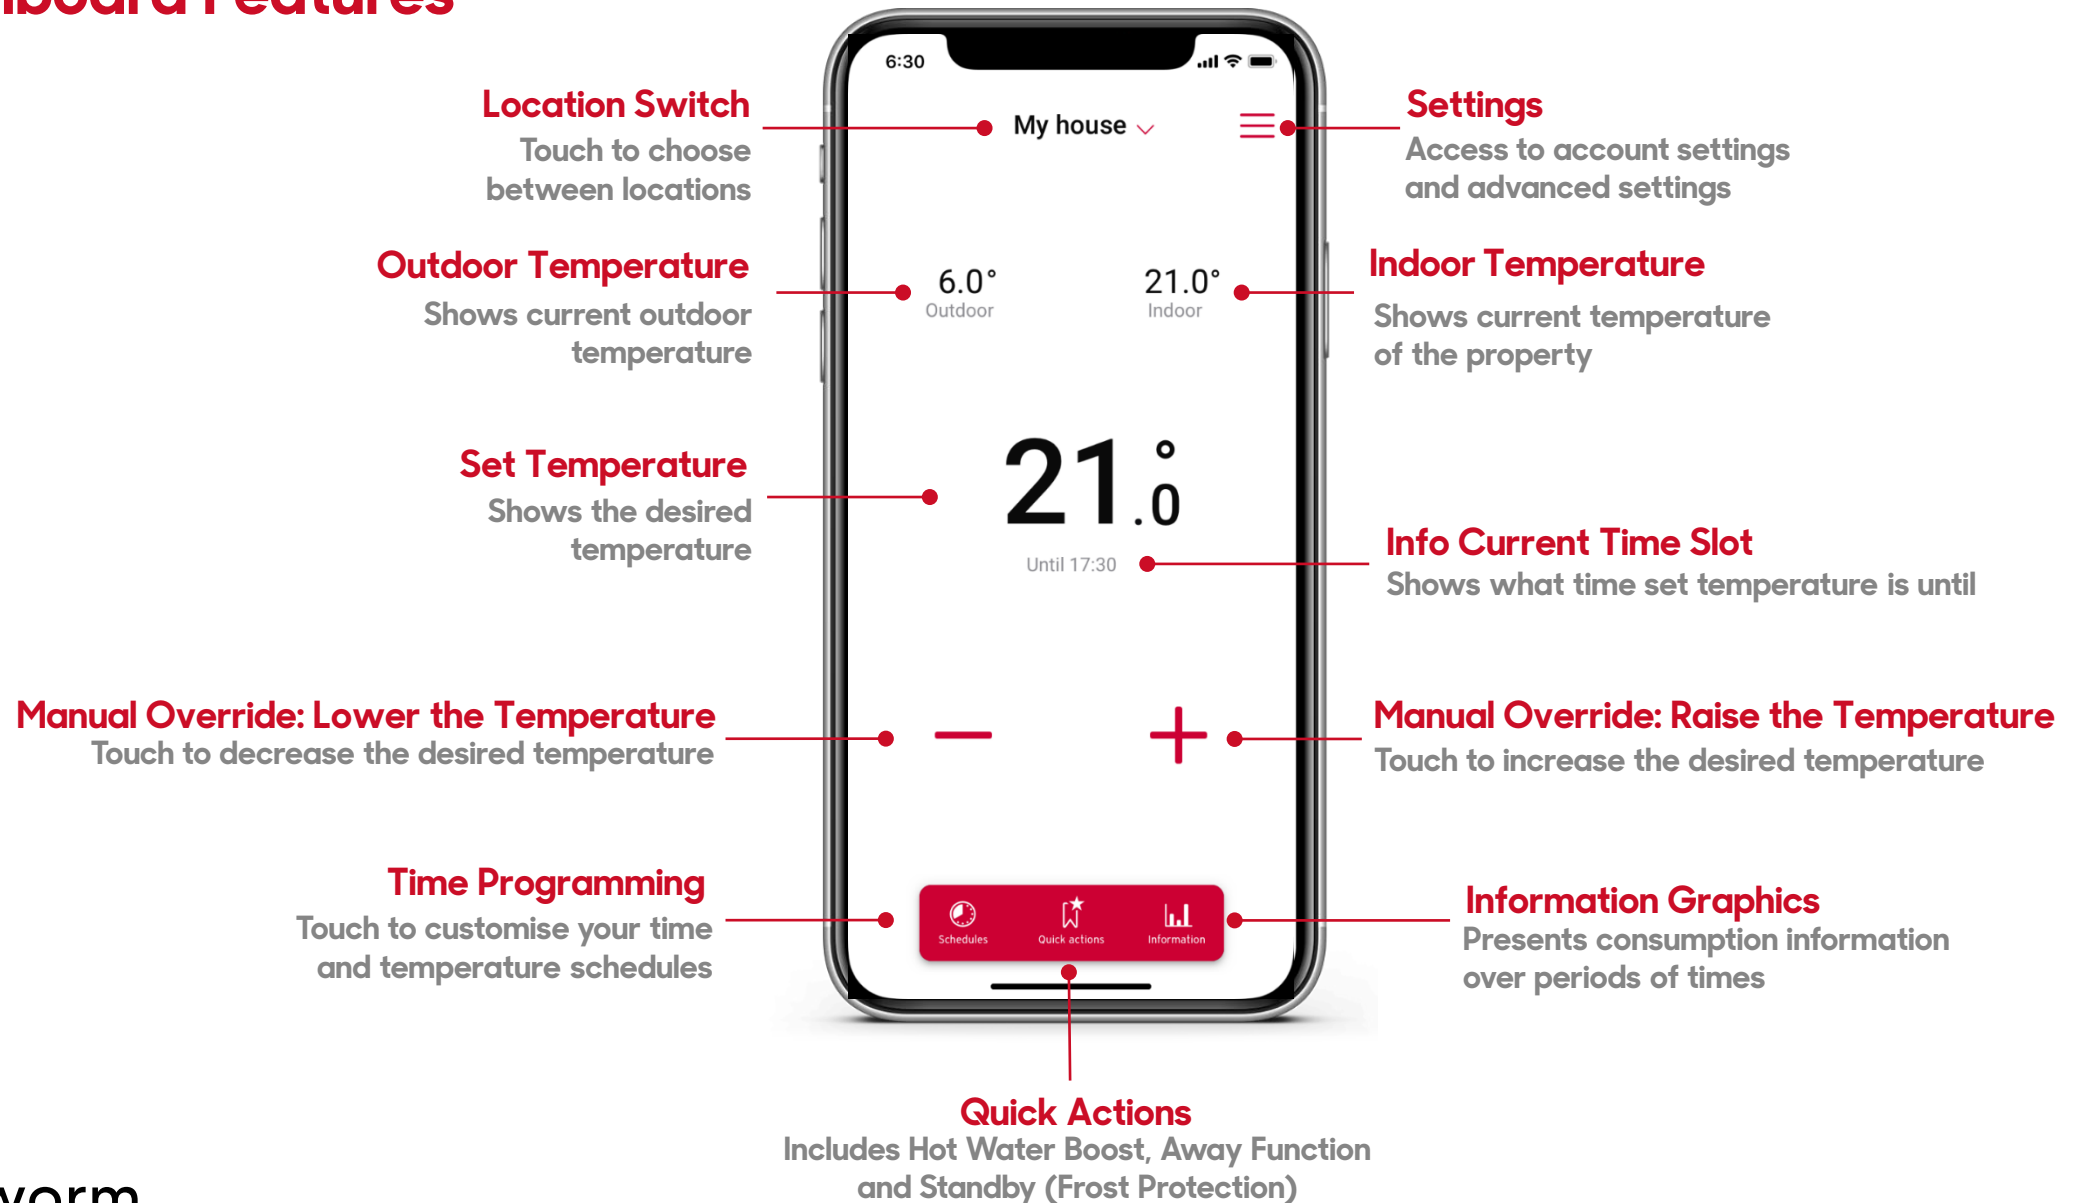 Features
6:30
Location Switch
Touch to choose
between locations
My house
Settings
Access to account settings
and advanced settings
Outdoor Temperature
Shows current outdoor
temperature
6.0°
Outdoor
21.0°
Indoor
Indoor Temperature
Shows current temperature
of the property
Set Temperature
Shows the desired
temperature
21.0°
Until 17:30
Info Current Time Slot
Shows what time set temperature is until
Manual Override: Lower the Temperature
Touch to decrease the desired temperature
Manual Override: Raise the Temperature
Touch to increase the desired temperature
Time Programming
Touch to customise your time
and temperature schedules
Schedules
Quick actions
Information
Information Graphics
Presents consumption information
over periods of times
Quick Actions
Includes Hot Water Boost, Away Function
and Standby (Frost Protection)